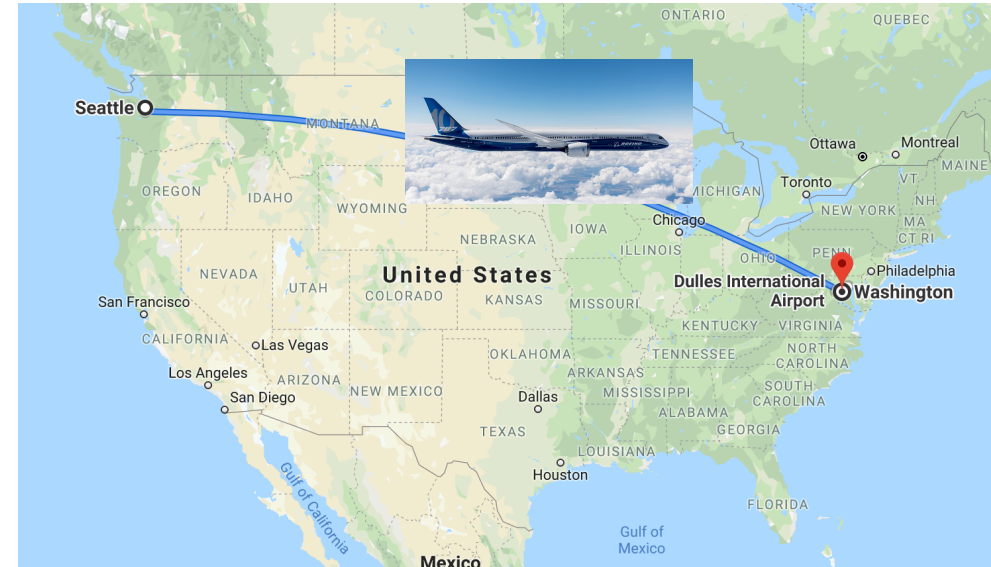 ONTARIO
QUEBEC
Seattle
MONTANA
10
787
BOEING
Ottawa
Montreal
MAINE
Toronto
VT.
OREGON
IDAHO
WYOMING
MICHIGAN
NEW YORK
NH
MA
CT RI
Chicago
IOWA
NEBRASKA
ILLINOIS
OHIO
PENN
Philadelphia
United States
NEVADA
UTAH
COLORADO
KANSAS
MISSOURI
Dulles International
Airport
Washington
San Francisco
KENTUCKY
VIRGINIA
CALIFORNIA
Las Vegas
OKLAHOMA
TENNESSEE
NORTH
CAROLINA
Los Angeles
ARIZONA
NEW MEXICO
ARKANSAS
MISSISSIPPI
SOUTH
CAROLINA
San Diego
Dallas
ALABAMA
GEORGIA
TEXAS
LOUISIANA
Houston
Gulf of California
FLORIDA
Gulf of
Mexico
Mexico